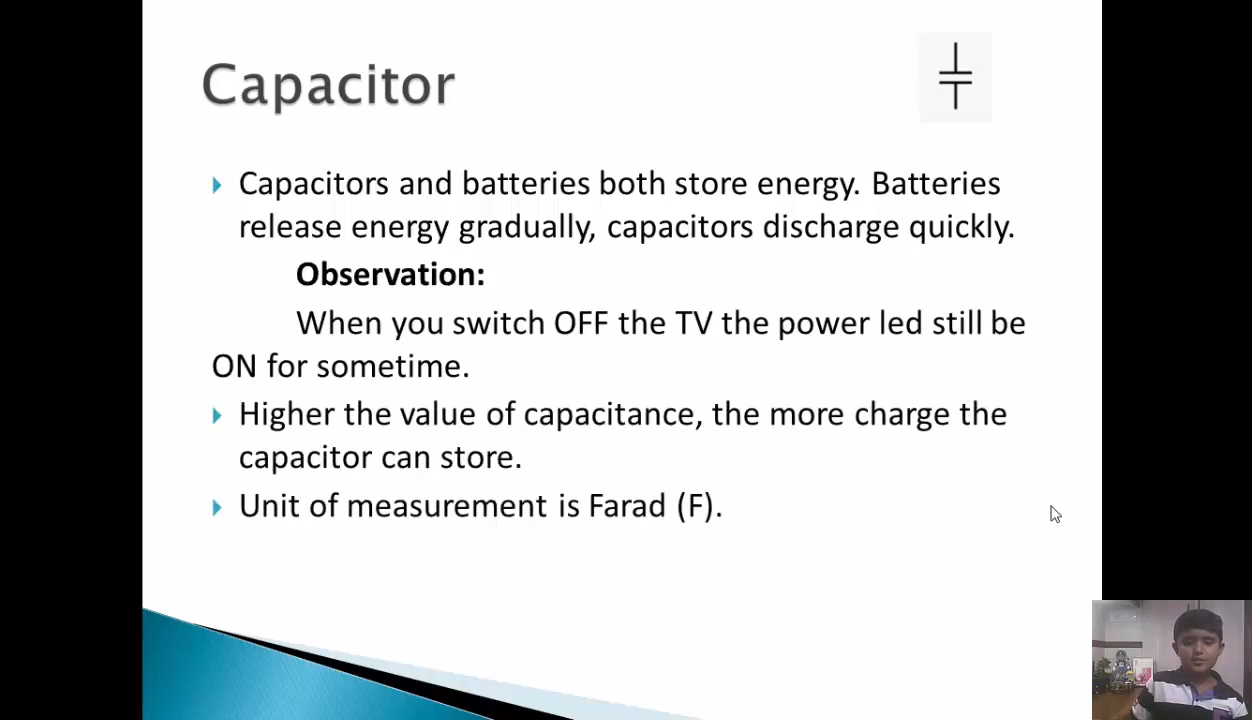 Capacitor
Capacitors and batteries both store energy. Batteries
release energy gradually, capacitors discharge quickly.
Observation:
When you switch OFF the TV the power led still be
ON for sometime.
Higher the value of capacitance, the more charge the
capacitor can store.
Unit of measurement is Farad (F).